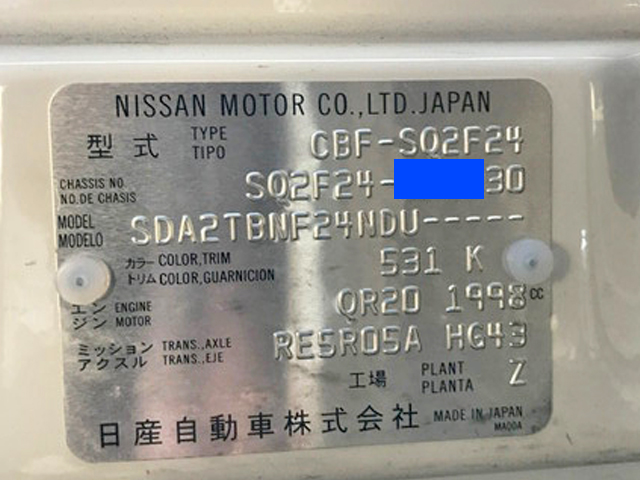 NISSAN MOTOR CO.,LTD.JAPAN
型式 TYPE TIPO CBF-SQ2F24
CHASSIS NO. NO.DE CHASIS SQ2F24- 30
MODEL MODELO SDA2TBNF24NDU-----
カラー COLOR,TRIM トリム COLOR,GUARNICION 531 K
エンジン ENGINE MOTOR QR20 1998 CC
ミッション TRANS.,AXLE アクスル TRANS.,EJE RE5R05A HG43
工場 PLANT PLANTA Z
日産自動車株式会社 MADE IN JAPAN
MA00A